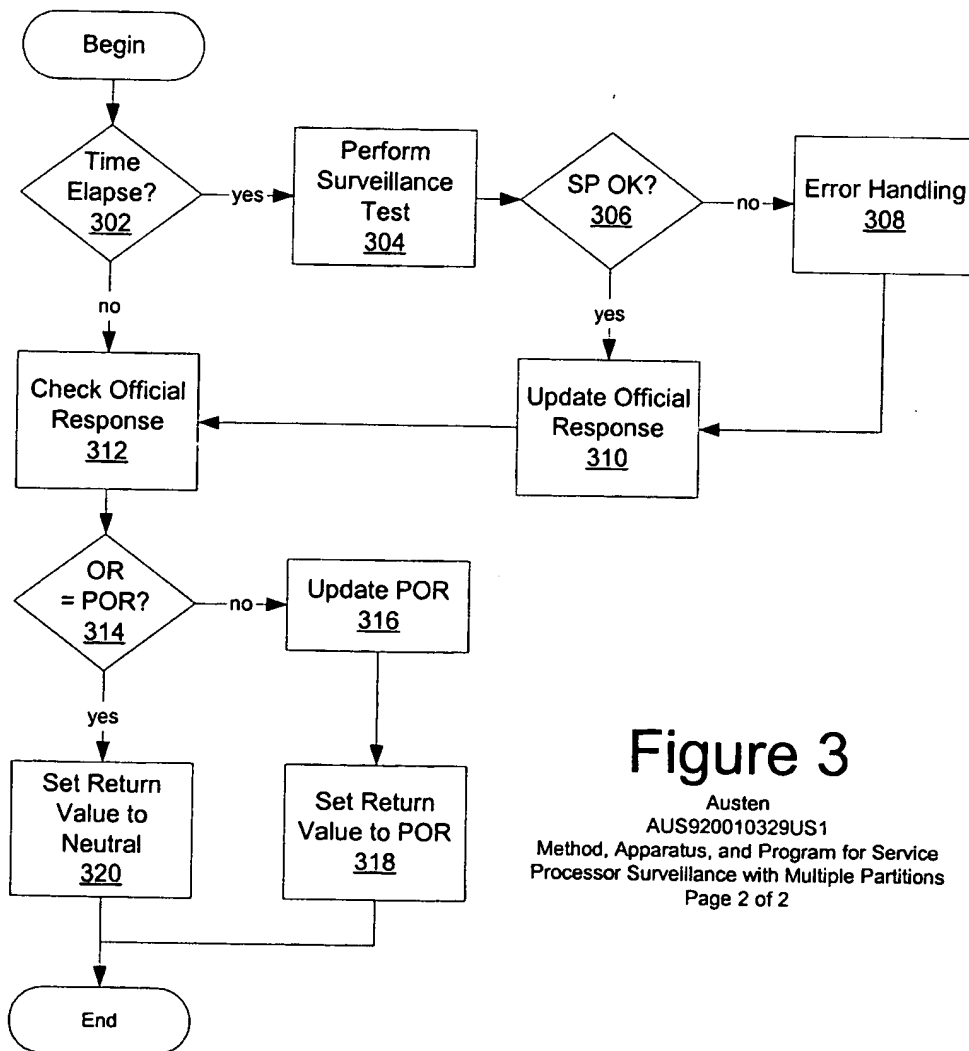 Begin
Time
Elapse?
302
yes
Perform
Surveillance
Test
304
SP OK?
306
no
Error Handling
308
no
yes
Check Official
Response
312
Update Official
Response
310
OR
= POR?
314
no
Update POR
316
yes
Set Return
Value to
Neutral
320
Set Return
Value to POR
318
End
Figure 3
Austen
AUS920010329US1
Method, Apparatus, and Program for Service
Processor Surveillance with Multiple Partitions
Page 2 of 2